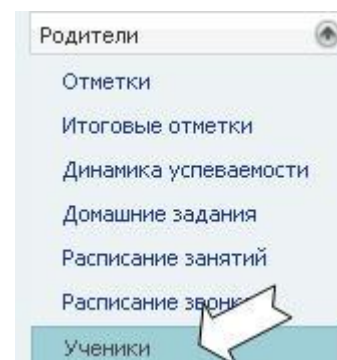 Родители
Отметки
Итоговые отметки
Динамика успеваемости
Домашние задания
Расписание занятий
Расписание
Ученики